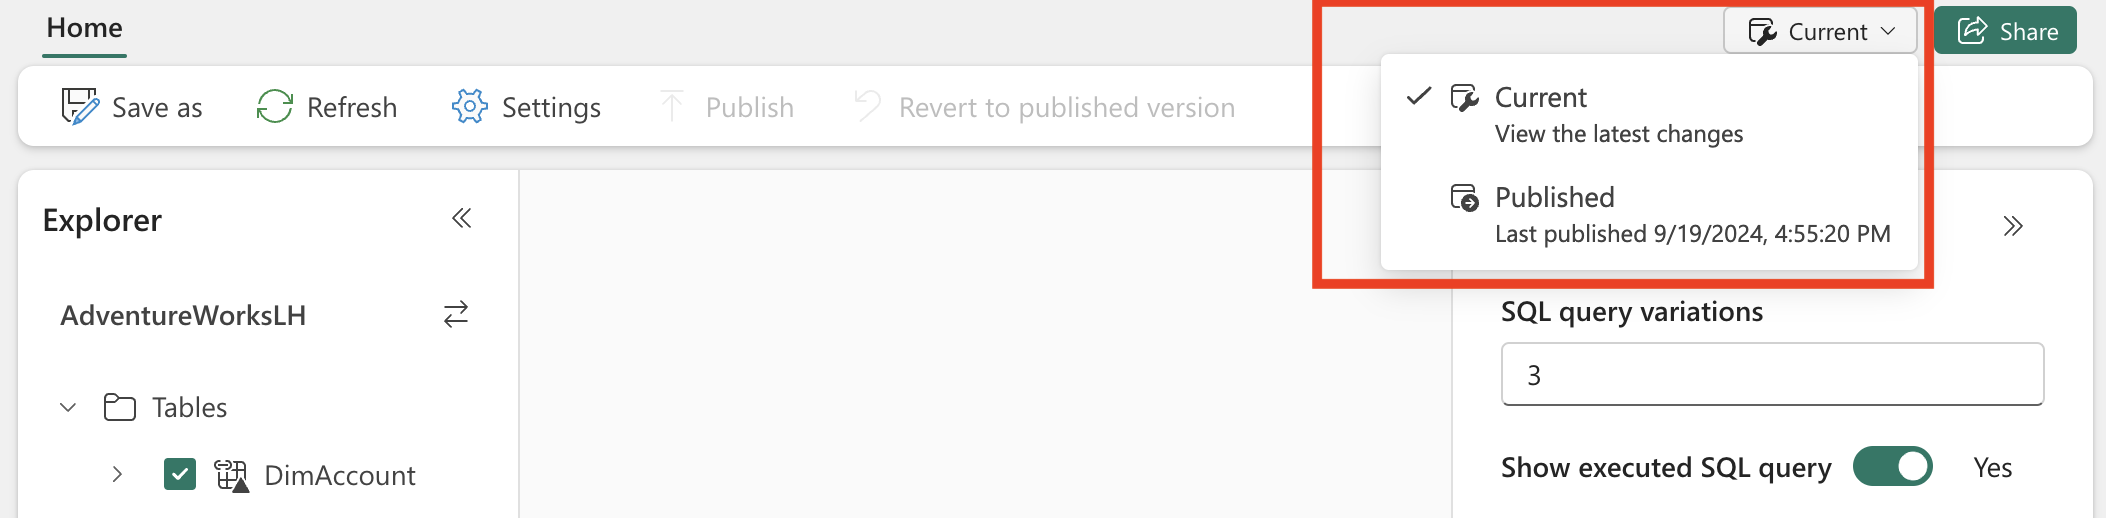 Home
Current
Share
Save as
Refresh
Settings
Publish
Revert to published version
Current
View the latest changes
Published
Last published 9/19/2024, 4:55:20 PM
Explorer
AdventureWorksLH
Tables
DimAccount
SQL query variations
3
Show executed SQL query
Yes